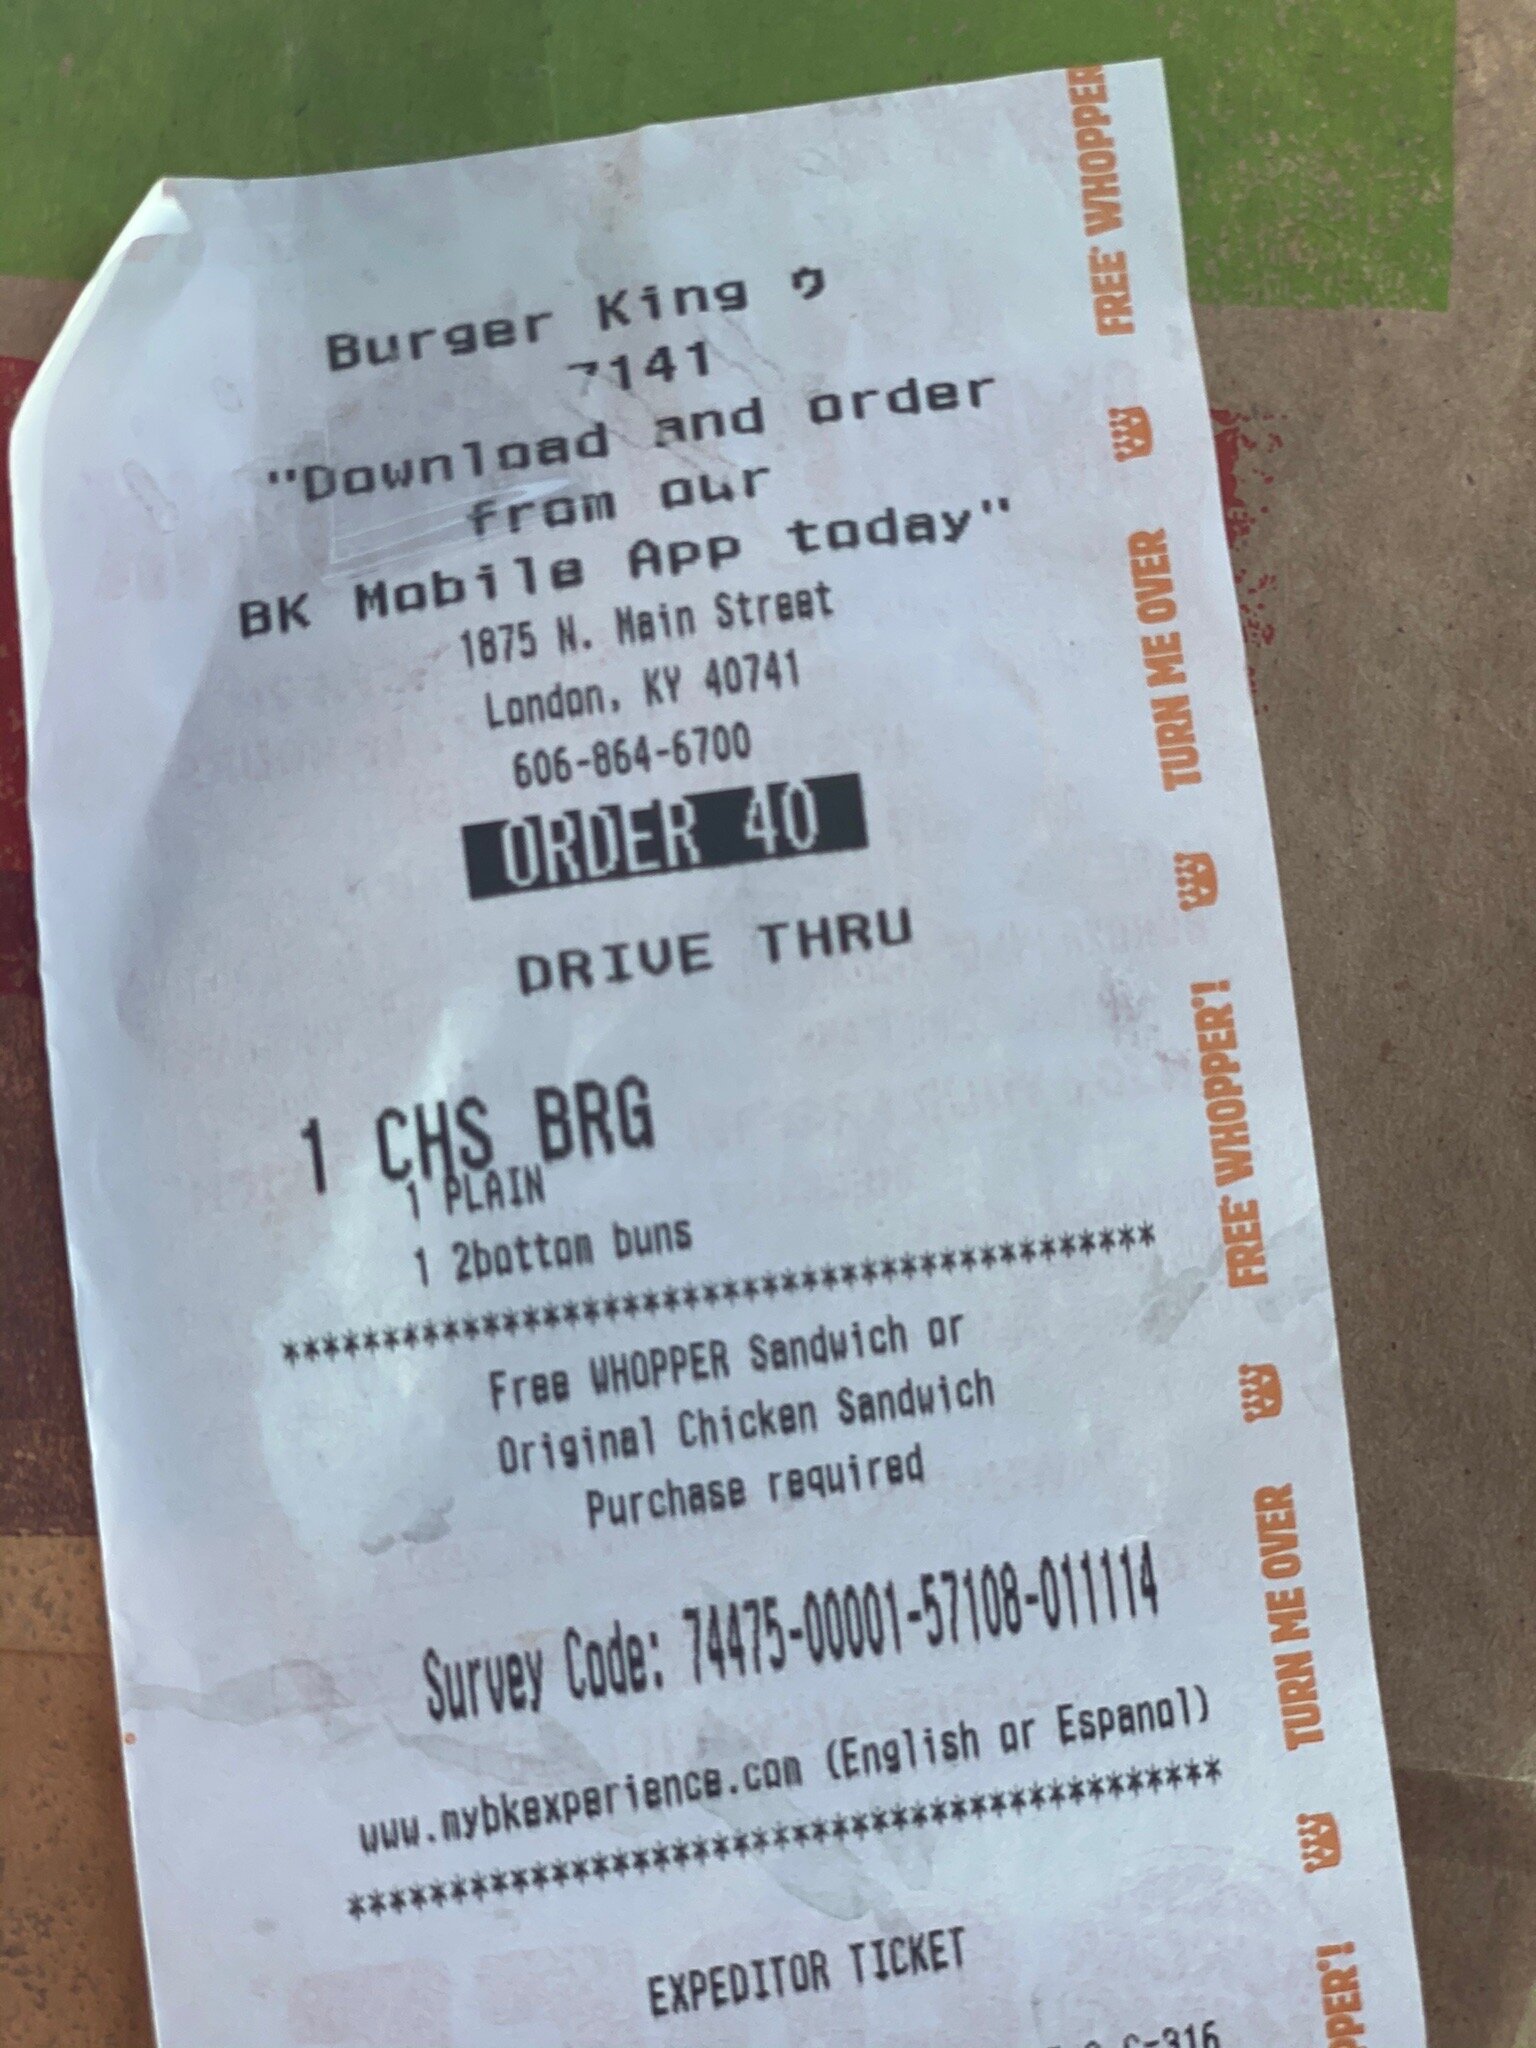 Burger King
7141
"Download and order
from our
BK Mobile App today"
1875 N. Main Street
London, KY 40741
606-864-6700
ORDER 40
DRIVE THRU
1 CHS BRG
1 PLAIN
1 2bottom buns
****************************************
Free WHOPPER Sandwich or
Original Chicken Sandwich
Purchase required
Survey Code: 74475-00001-57108-011114
www.mybkexperience.com (English or Espanol)
****************************************
EXPEDITOR TICKET
C-316
FREE WHOPPER
TURN ME OVER
FREE WHOPPER!
TURN ME OVER